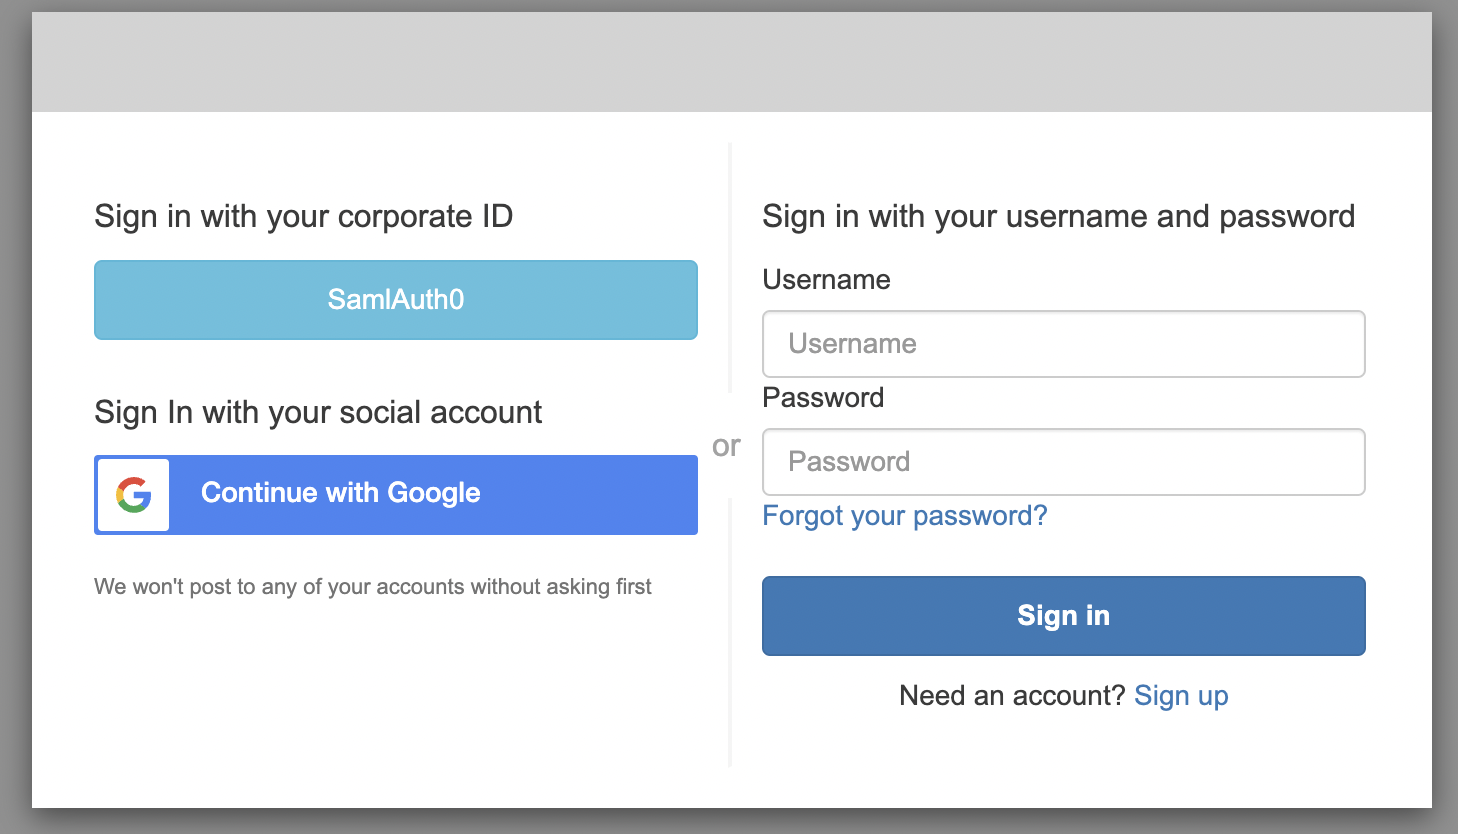 Sign in with your corporate ID
SamlAuth0
Sign In with your social account
Continue with Google
We won't post to any of your accounts without asking first
or
Sign in with your username and password
Username
Username
Password
Password
Forgot your password?
Sign in
Need an account? Sign up